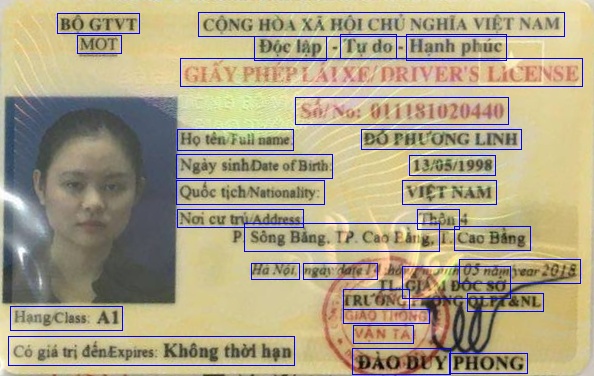 BỘ GTVT
MOT
CỘNG HÒA XÃ HỘI CHỦ NGHĨA VIỆT NAM
Độc lập - Tự do - Hạnh phúc
GIẤY PHÉP LÁI XE/ DRIVER'S LICENSE
Số/No: 011181020440
Họ tên/Full name: ĐỖ PHƯƠNG LINH
Ngày sinh/Date of Birth: 13/05/1998
Quốc tịch/Nationality: VIỆT NAM
Nơi cư trú/Address: Thôn 4
P. Sông Bằng, TP. Cao Bằng, T. Cao Bằng
Hà Nội, ngày/date 14 tháng/month 05 năm/year 2018
TL. GIÁM ĐỐC SỞ
TRƯỞNG PHÒNG QLPT&NL
GIAO THÔNG
VẬN TẢI
Hạng/Class: A1
Có giá trị đến/Expires: Không thời hạn
ĐÀO DUY PHONG